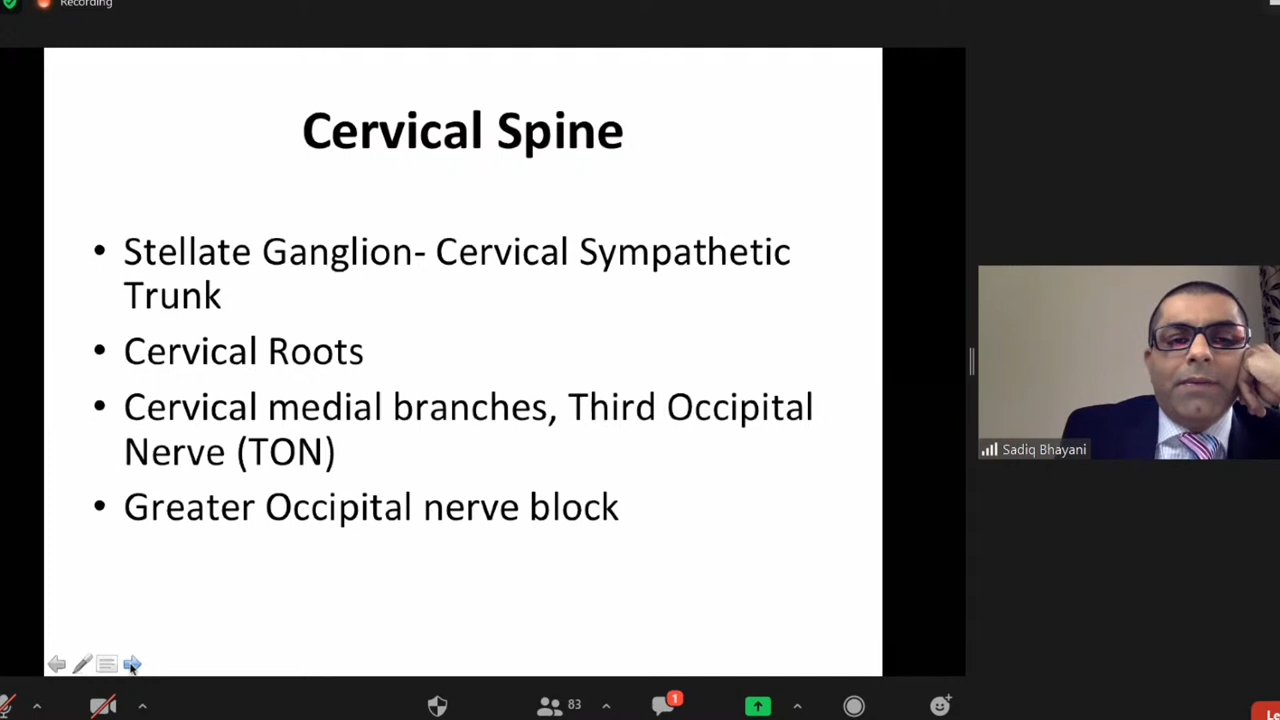 Recording
Cervical Spine
• Stellate Ganglion- Cervical Sympathetic
Trunk
• Cervical Roots
• Cervical medial branches, Third Occipital
Nerve (TON)
• Greater Occipital nerve block
Sadiq Bhayani
83
1